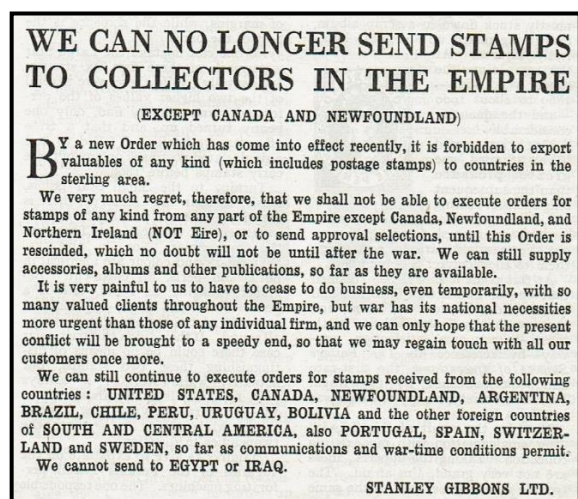 WE CAN NO LONGER SEND STAMPS
TO COLLECTORS IN THE EMPIRE
(EXCEPT CANADA AND NEWFOUNDLAND)
BY a new Order which has come into effect recently, it is forbidden to export
valuables of any kind (which includes postage stamps) to countries in the
sterling area.
We very much regret, therefore, that we shall not be able to execute orders for
stamps of any kind from any part of the Empire except Canada, Newfoundland, and
Northern Ireland (NOT Eire), or to send approval selections, until this Order is
rescinded, which no doubt will not be until after the war. We can still supply
accessories, albums and other publications, so far as they are available.
It is very painful to us to have to cease to do business, even temporarily, with so
many valued clients throughout the Empire, but war has its national necessities
more urgent than those of any individual firm, and we can only hope that the present
conflict will be brought to a speedy end, so that we may regain touch with all our
customers once more.
We can still continue to execute orders for stamps received from the following
countries : UNITED STATES, CANADA, NEWFOUNDLAND, ARGENTINA,
BRAZIL, CHILE, PERU, URUGUAY, BOLIVIA and the other foreign countries
of SOUTH AND CENTRAL AMERICA, also PORTUGAL, SPAIN, SWITZER-
LAND and SWEDEN, so far as communications and war-time conditions permit.
We cannot send to EGYPT or IRAQ.
STANLEY GIBBONS LTD.